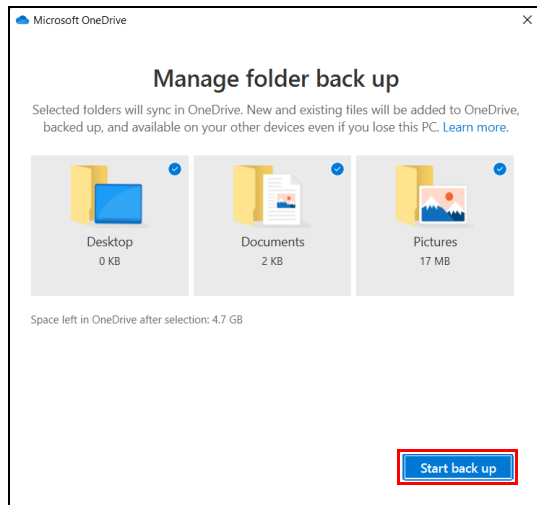 Microsoft OneDrive
Manage folder back up
Selected folders will sync in OneDrive. New and existing files will be added to OneDrive,
backed up, and available on your other devices even if you lose this PC. Learn more.
Desktop
0 KB
Documents
2 KB
Pictures
17 MB
Space left in OneDrive after selection: 4.7 GB
Start back up